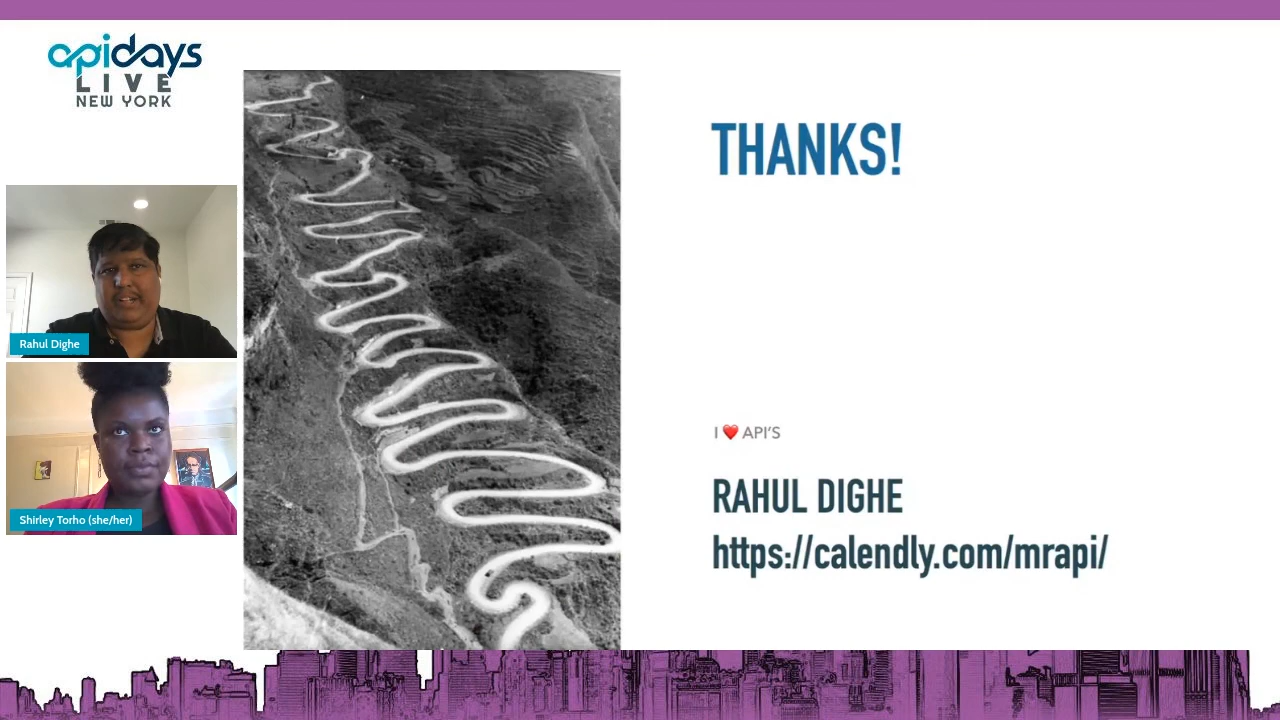 apidays
LIVE
NEW YORK
Rahul Dighe
Shirley Torho (she/her)
THANKS!
I ❤️ API'S
RAHUL DIGHE
https://calendly.com/mrapi/